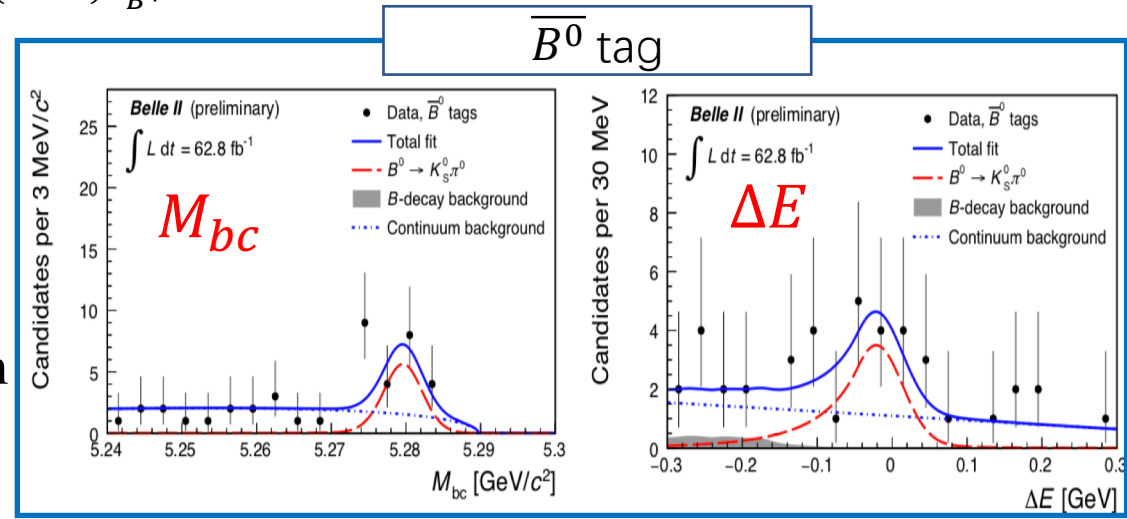 B
$\overline{B^0}$ tag
Candidates per 3 MeV/c²
Belle II (preliminary)
∫ L dt = 62.8 fb⁻¹
M_bc
Data, B̅⁰ tags
Total fit
B⁰ → K⁰_S π⁰
B-decay background
Continuum background
25
20
15
10
5
0
5.24 5.25 5.26 5.27 5.28 5.29 5.3
M_bc [GeV/c²]
Candidates per 30 MeV
Belle II (preliminary)
∫ L dt = 62.8 fb⁻¹
ΔE
Data, B̅⁰ tags
Total fit
B⁰ → K⁰_S π⁰
B-decay background
Continuum background
12
10
8
6
4
2
0
−0.3 −0.2 −0.1 0 0.1 0.2 0.3
ΔE [GeV]